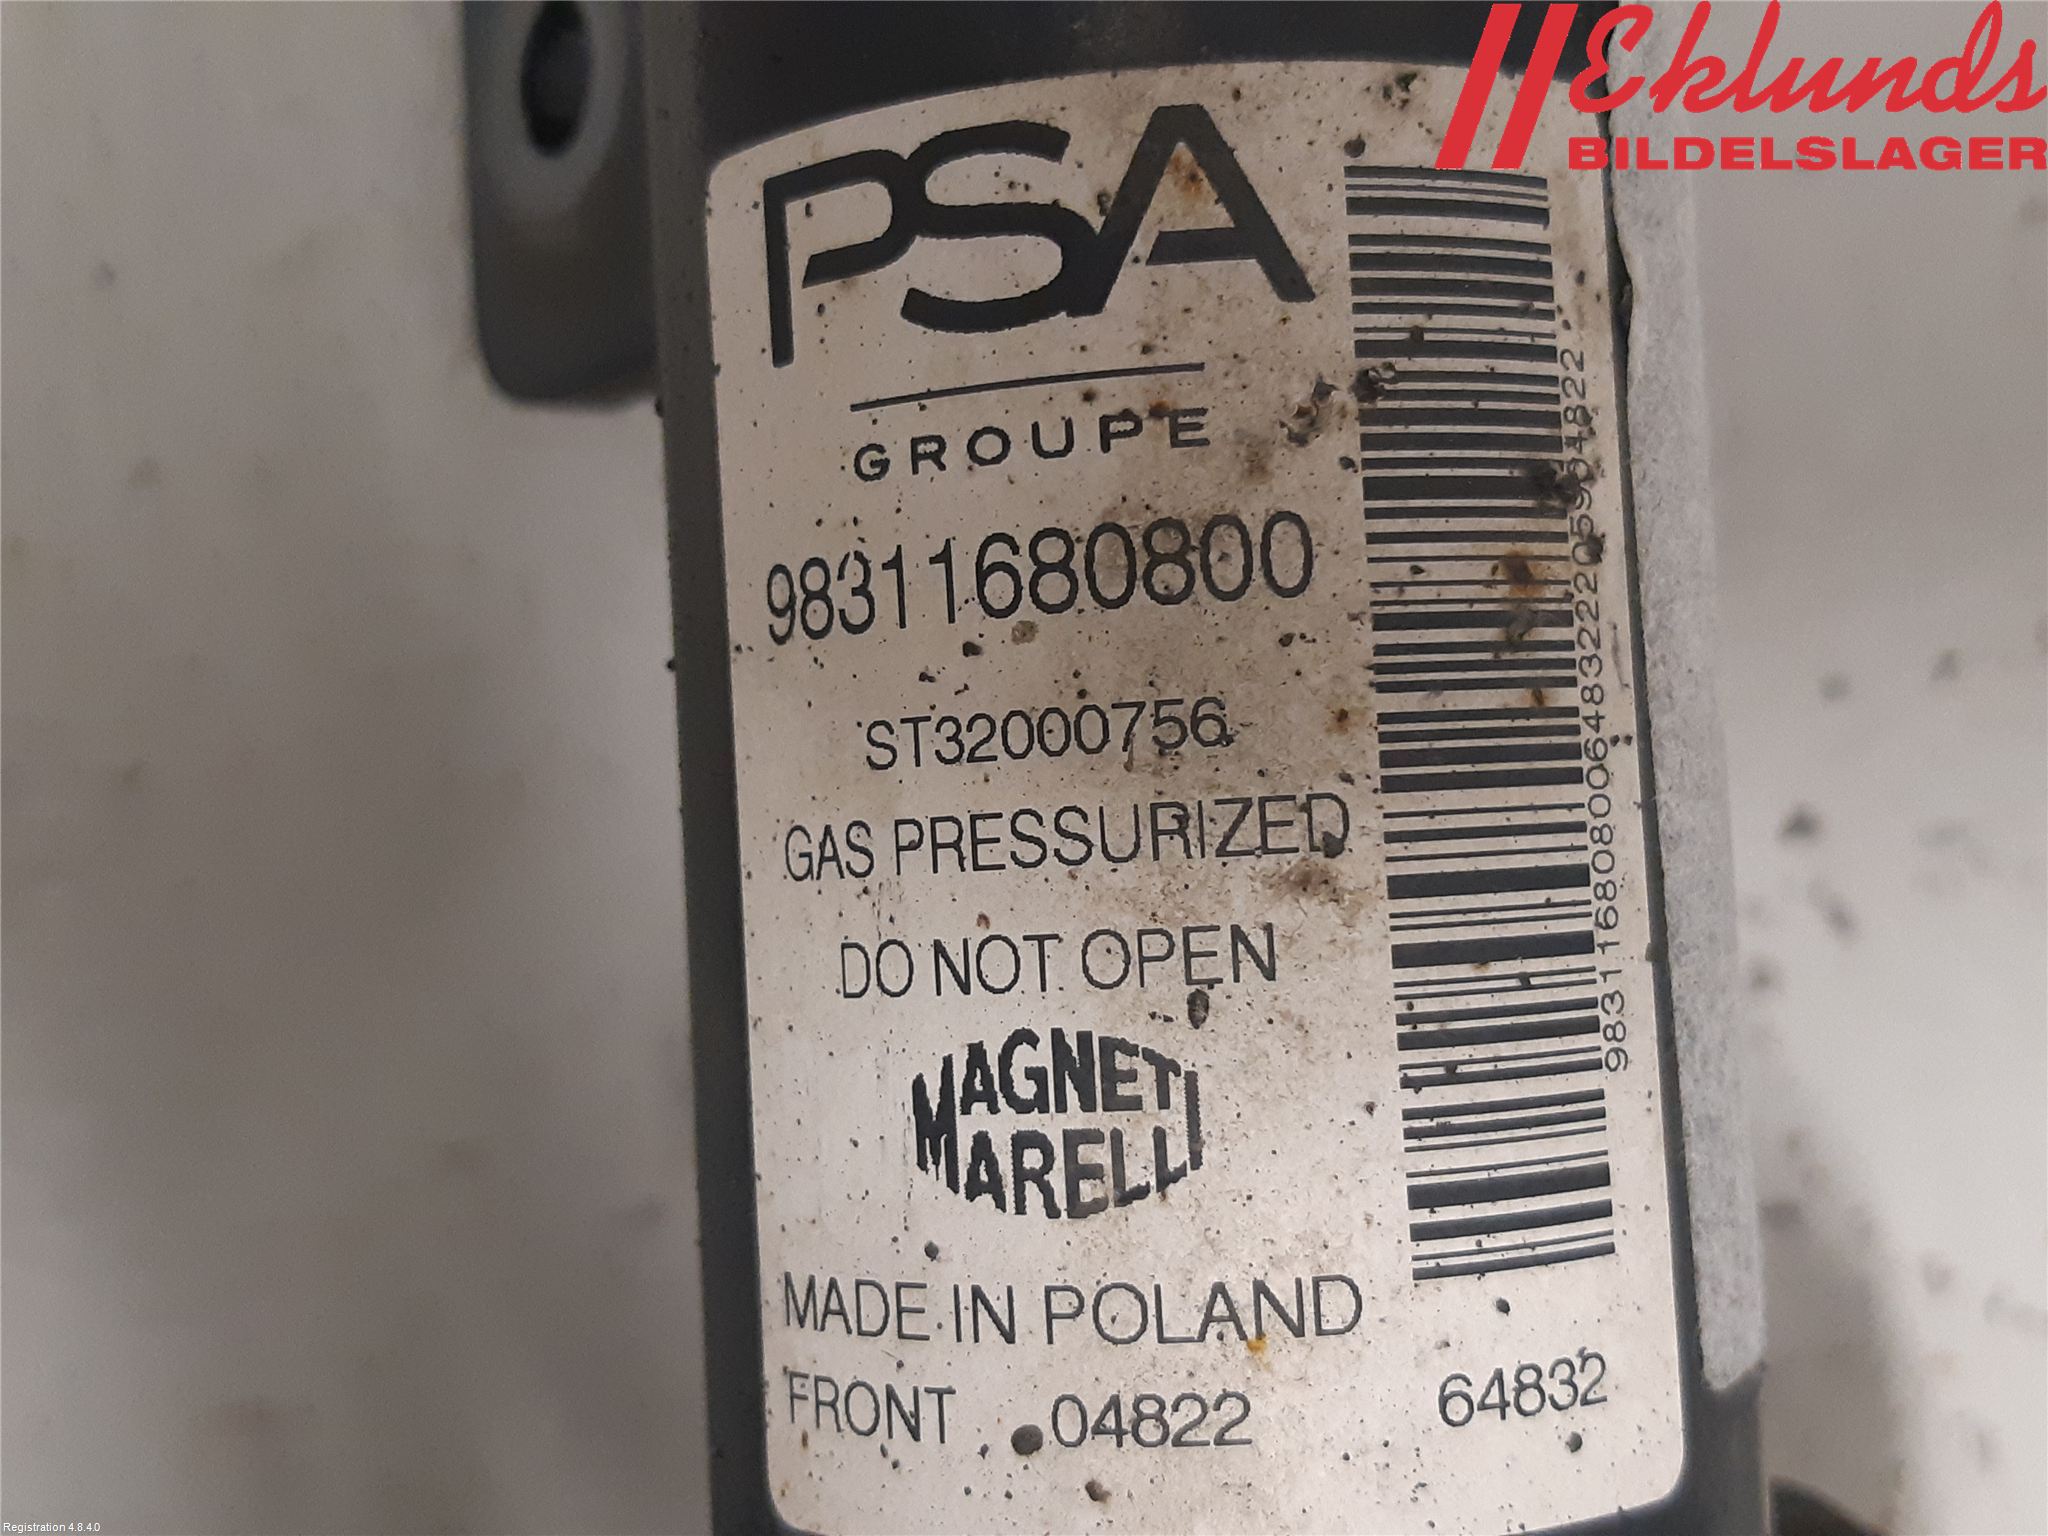 Eklunds
BILDELSLAGER
PSA
GROUPE
98311680800
ST32000756
GAS PRESSURIZED
DO NOT OPEN
MAGNETI
MARELLI
MADE IN POLAND
FRONT 04822 64832
Registration 4.8.4.0